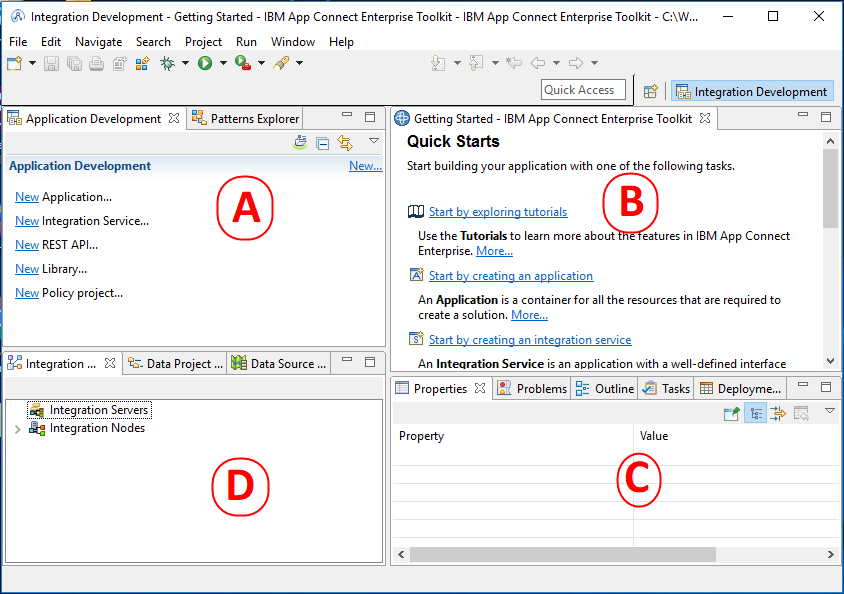 Integration Development - Getting Started - IBM App Connect Enterprise Toolkit - IBM App Connect Enterprise Toolkit - C:\W...
File Edit Navigate Search Project Run Window Help
Quick Access
Integration Development
Application Development
Patterns Explorer
Application Development
New...
New Application...
New Integration Service...
New REST API...
New Library...
New Policy project...
A
Getting Started - IBM App Connect Enterprise Toolkit
Quick Starts
Start building your application with one of the following tasks.
B
Start by exploring tutorials
Use the Tutorials to learn more about the features in IBM App Connect
Enterprise. More...
Start by creating an application
An Application is a container for all the resources that are required to
create a solution. More...
Start by creating an integration service
An Integration Service is an application with a well-defined interface
Integration ...
Data Project ...
Data Source ...
Integration Servers
Integration Nodes
D
Properties
Problems
Outline
Tasks
Deployme...
Property Value
C